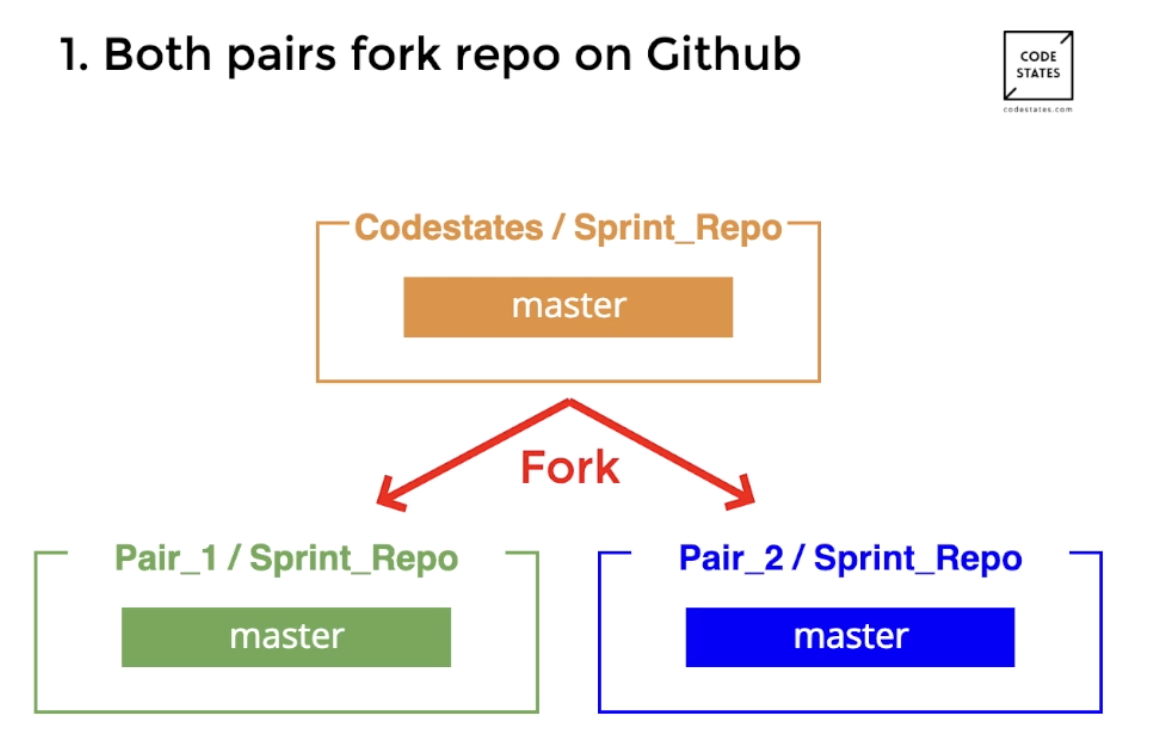 1. Both pairs fork repo on Github
CODE
STATES
codestates.com
Codestates / Sprint_Repo
master
Fork
Pair_1 / Sprint_Repo
Pair_2 / Sprint_Repo
master
master